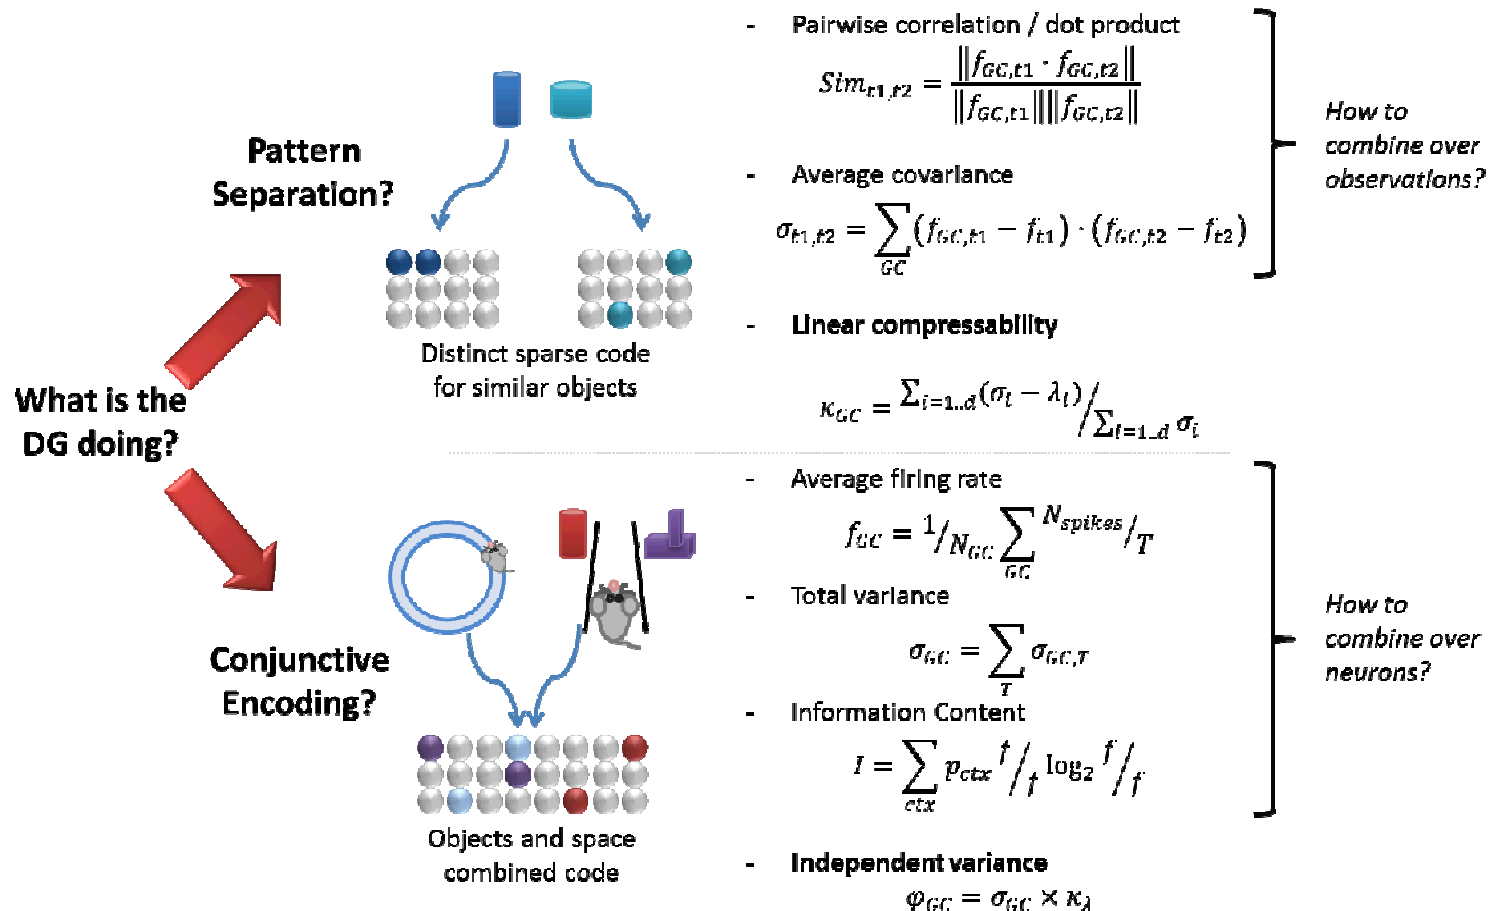 What is the
DG doing?
Pattern
Separation?
Distinct sparse code
for similar objects
- Pairwise correlation / dot product
Sim_{t1,t2} = ‖f_{GC,t1} · f_{GC,t2}‖ / ‖f_{GC,t1}‖‖f_{GC,t2}‖
- Average covariance
σ_{t1,t2} = ∑_{GC} (f_{GC,t1} − f_{t1}) · (f_{GC,t2} − f_{t2})
How to
combine over
observations?
- Linear compressability
κ_{GC} = ∑_{i=1..d}(σ_i − λ_i) / ∑_{i=1..d} σ_i
Conjunctive
Encoding?
Objects and space
combined code
- Average firing rate
f_{GC} = 1/N_{GC} ∑_{GC} N_{spikes}/T
- Total variance
σ_{GC} = ∑_{T} σ_{GC,T}
- Information Content
I = ∑_{ctx} p_{ctx} f/f log₂ f/f
How to
combine over
neurons?
- Independent variance
φ_{GC} = σ_{GC} × κ_λ